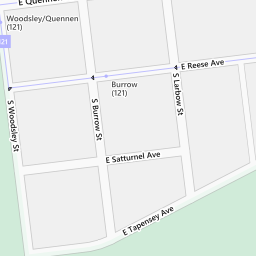 E Quennen
Woodsley/Quennen
(121)
121
E Reese Ave
Burrow
(121)
S Larbow St
S Woodsley St
S Burrow St
E Satturnel Ave
E Tapensey Ave